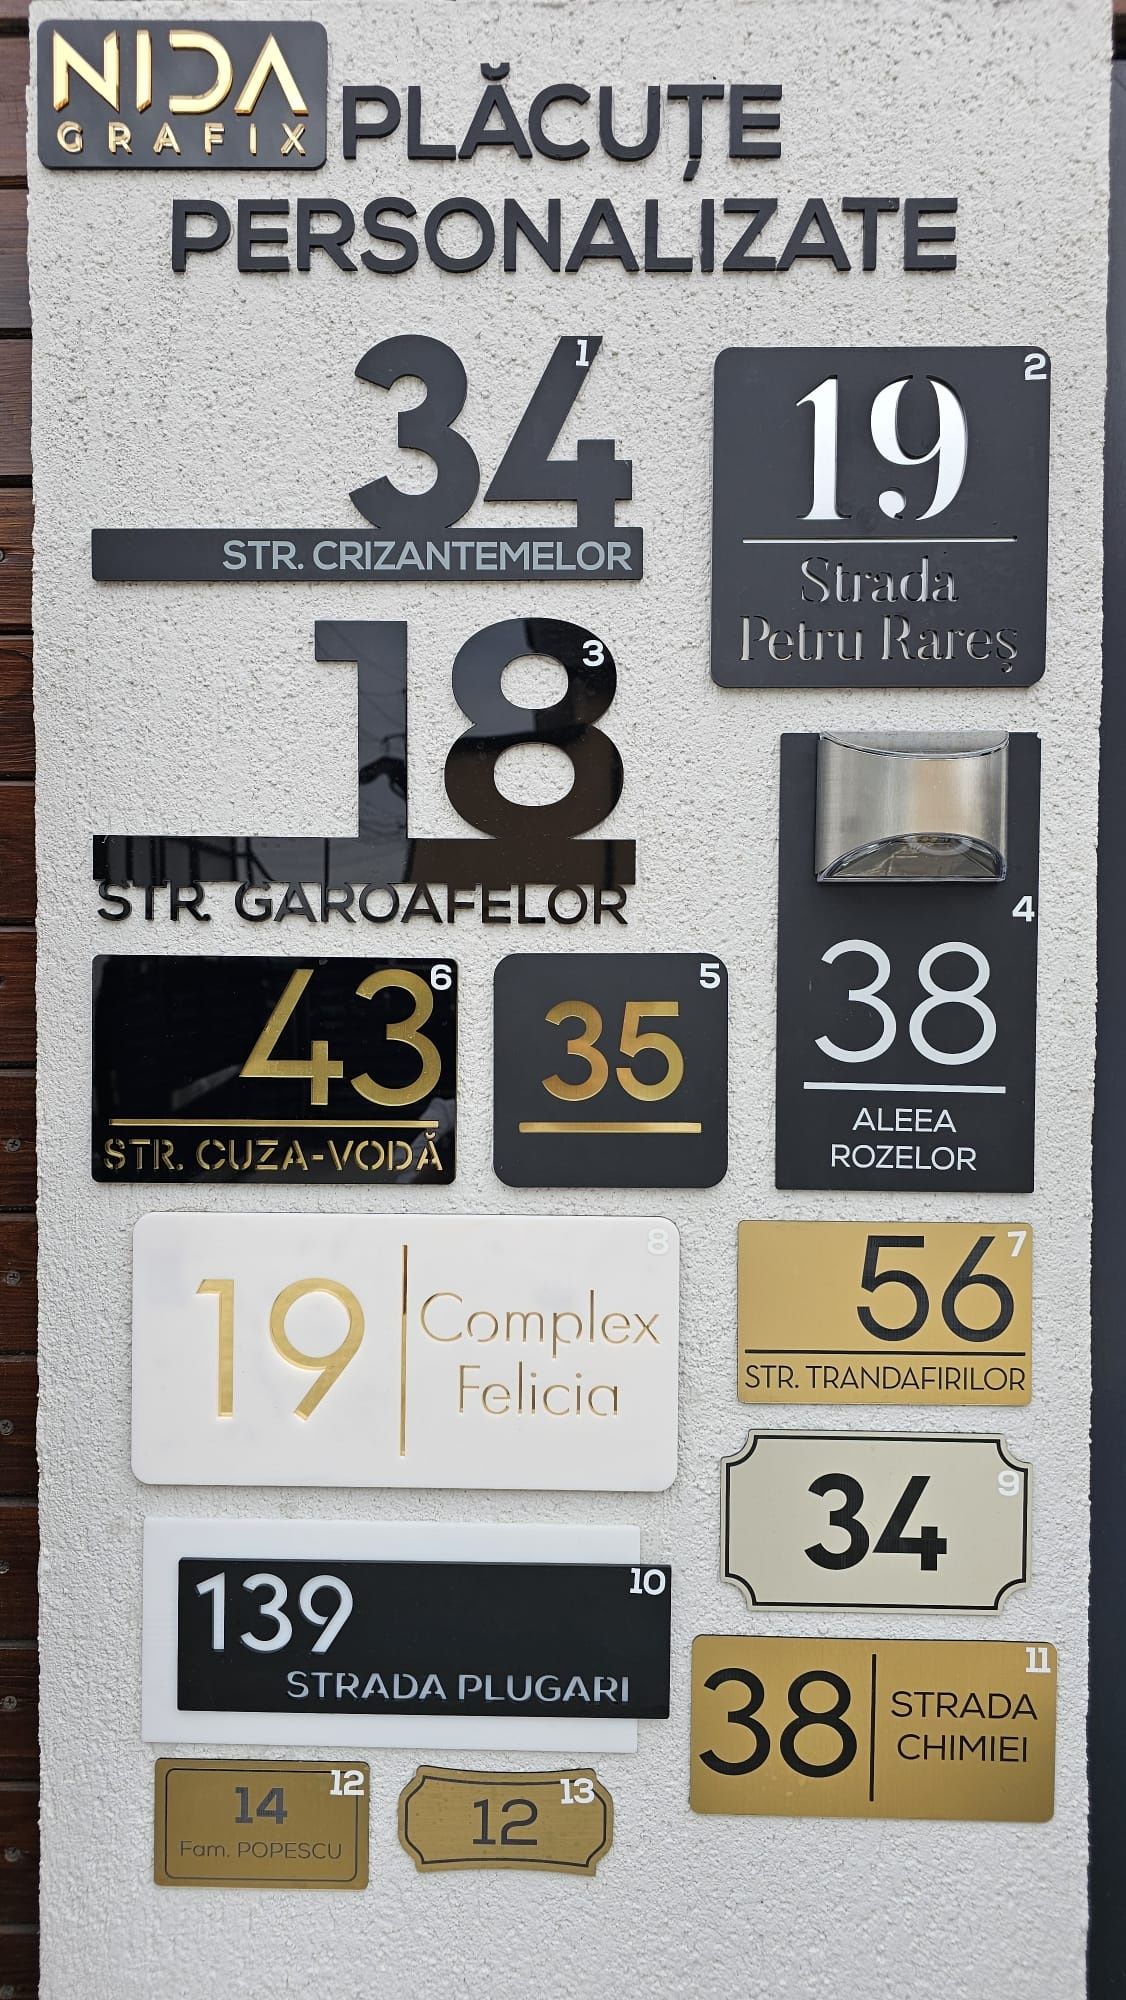 NIDA
GRAFIX
PLĂCUȚE
PERSONALIZATE
34
1
STR. CRIZANTEMELOR
19
2
Strada
Petru Rareș
18
3
STR. GAROAFELOR
4
38
ALEEA
ROZELOR
43
6
STR. CUZA-VODĂ
35
5
19
Complex
Felicia
8
56
7
STR. TRANDAFIRILOR
34
9
139
10
STRADA PLUGARI
38
STRADA
CHIMIEI
11
14
12
Fam. POPESCU
12
13